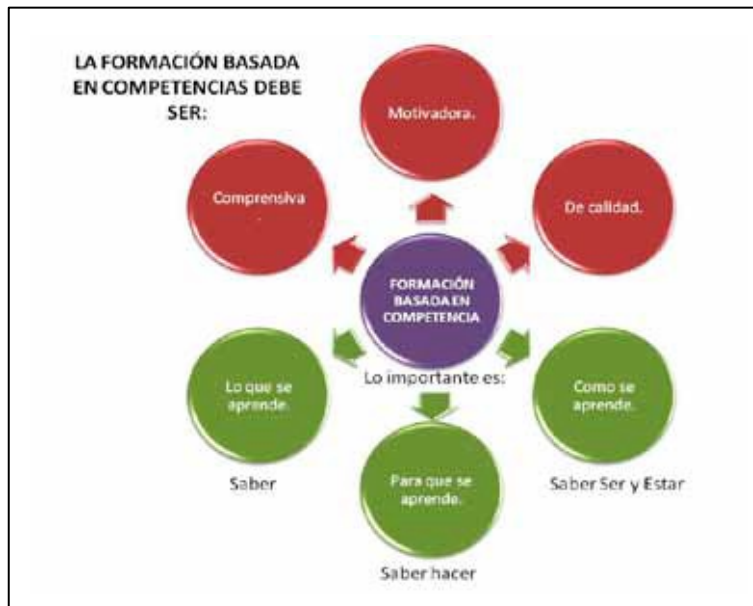 LA FORMACIÓN BASADA
EN COMPETENCIAS DEBE
SER:
Motivadora.
Comprensiva
.
De calidad.
FORMACIÓN
BASADA EN
COMPETENCIA
Lo importante es:
Lo que se
aprende.
Como se
aprende.
Saber
Para que se
aprende.
Saber Ser y Estar
Saber hacer